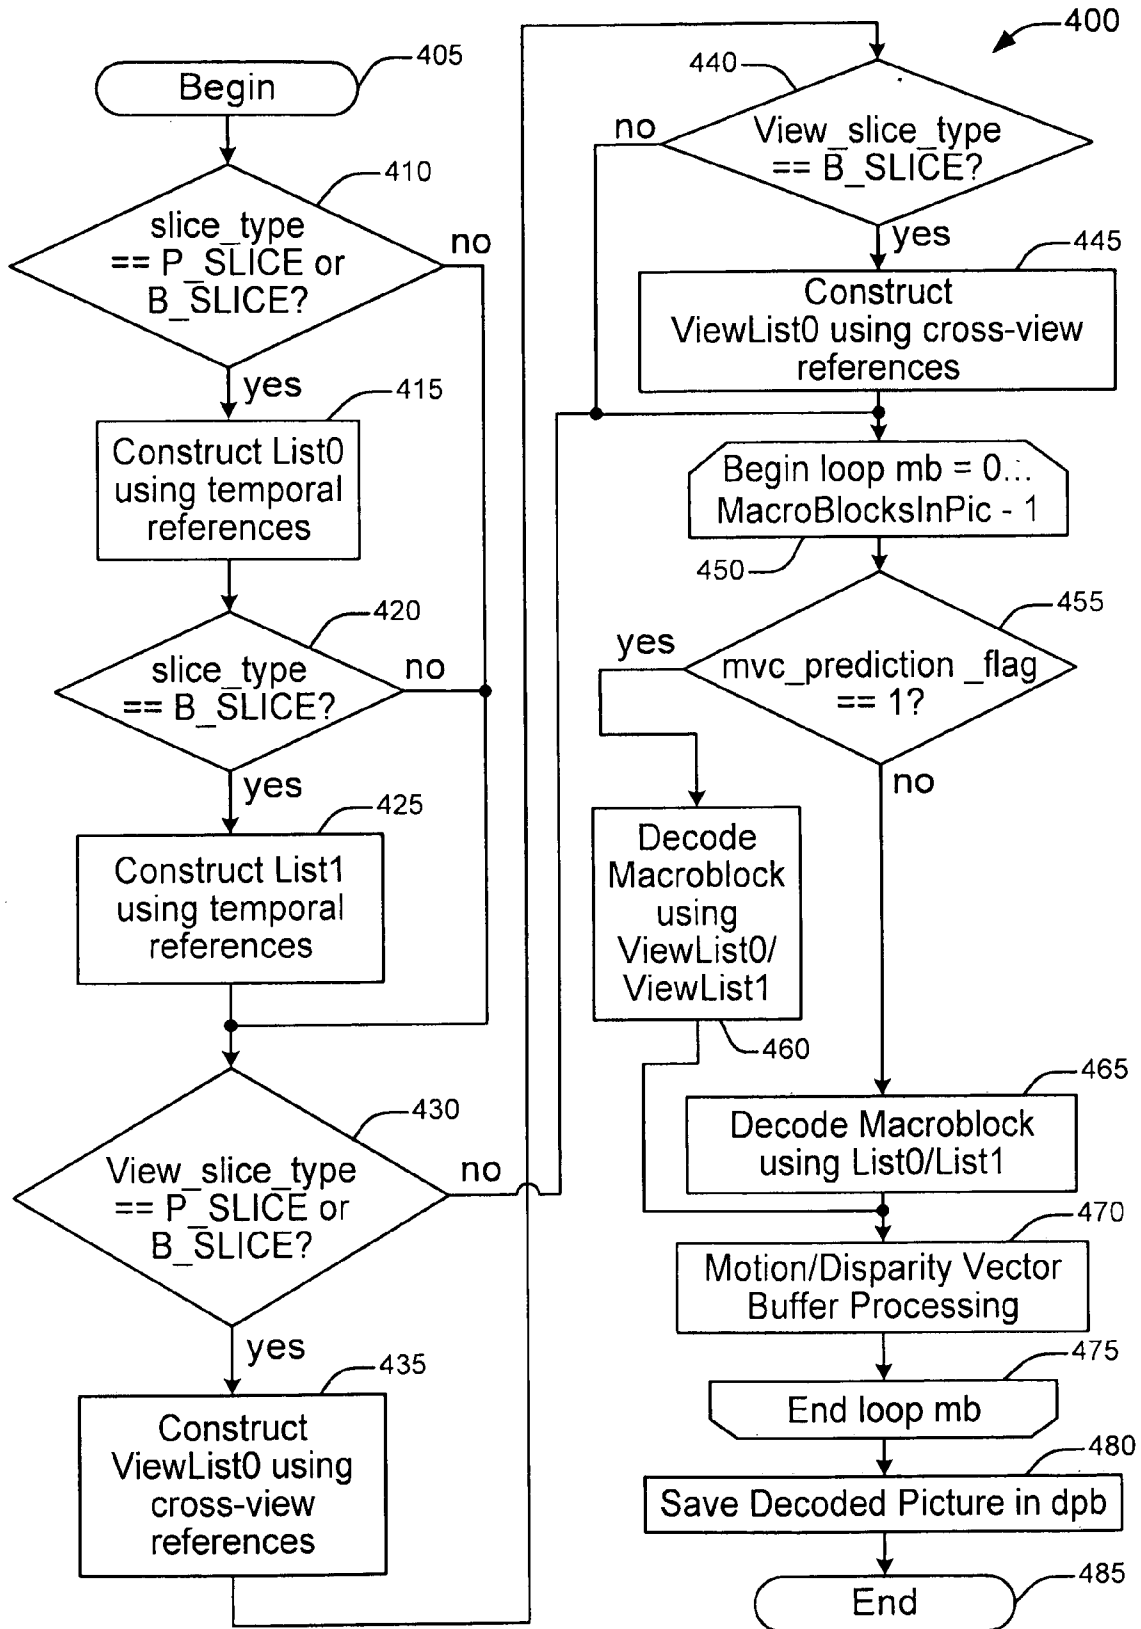 400
Begin
405
410
slice_type
== P_SLICE or
B_SLICE?
no
yes
415
Construct List0
using temporal
references
420
slice_type
== B_SLICE?
no
yes
425
Construct List1
using temporal
references
430
View_slice_type
== P_SLICE or
B_SLICE?
no
yes
435
Construct
ViewList0 using
cross-view
references
440
View_slice_type
== B_SLICE?
no
yes
445
Construct
ViewList0 using cross-view
references
Begin loop mb = 0...
MacroBlocksInPic - 1
450
455
mvc_prediction _flag
== 1?
yes
no
Decode
Macroblock
using
ViewList0/
ViewList1
460
465
Decode Macroblock
using List0/List1
470
Motion/Disparity Vector
Buffer Processing
475
End loop mb
480
Save Decoded Picture in dpb
End
485